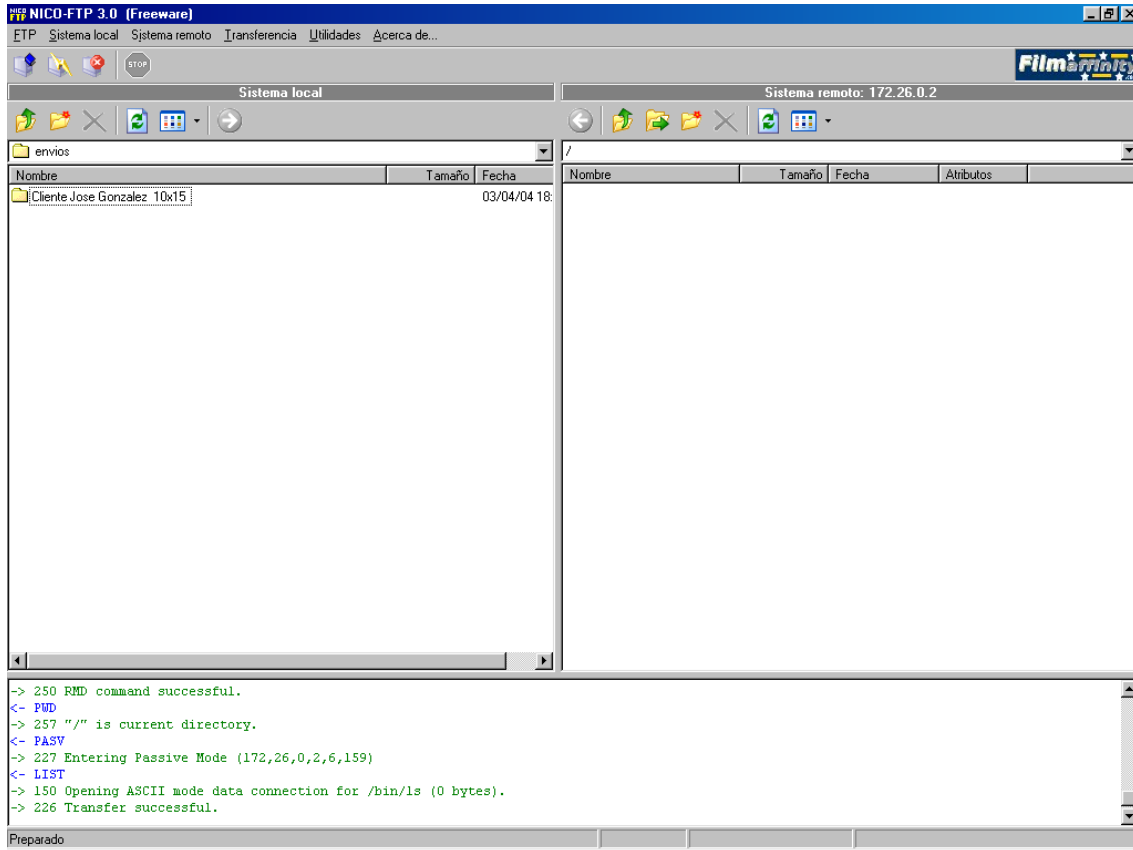 NICO FTP NICO-FTP 3.0 (Freeware)
FTP Sistema local Sistema remoto Transferencia Utilidades Acerca de...
STOP
Filmaffinity
Sistema local Sistema remoto: 172.26.0.2
envios /
Nombre Tamaño Fecha Nombre Tamaño Fecha Atributos
Cliente Jose Gonzalez 10x15 03/04/04 18:
-> 250 RMD command successful.
<- PWD
-> 257 "/" is current directory.
<- PASV
-> 227 Entering Passive Mode (172,26,0,2,6,159)
<- LIST
-> 150 Opening ASCII mode data connection for /bin/ls (0 bytes).
-> 226 Transfer successful.
Preparado